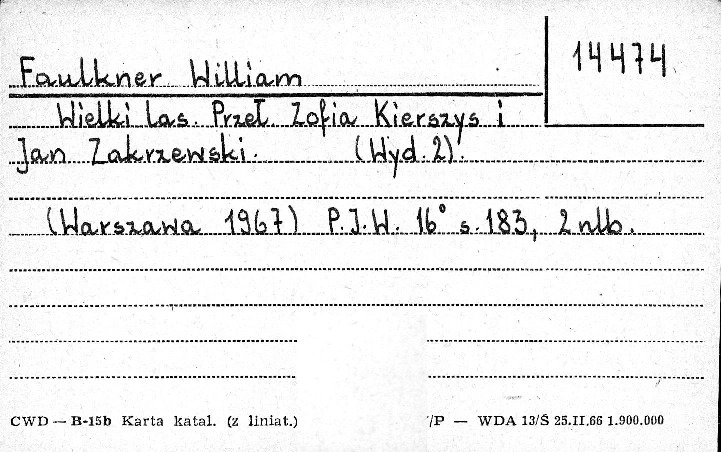 Faulkner William
14474
Wielki las. Przeł. Zofia Kierszys i
Jan Zakrzewski. (Wyd. 2).
(Warszawa 1967) P.I.W. 16° s. 183, 2 nlb.
CWD — B-15b Karta katal. (z liniat.) /P — WDA 13/Ś 25.II.66 1.900.000